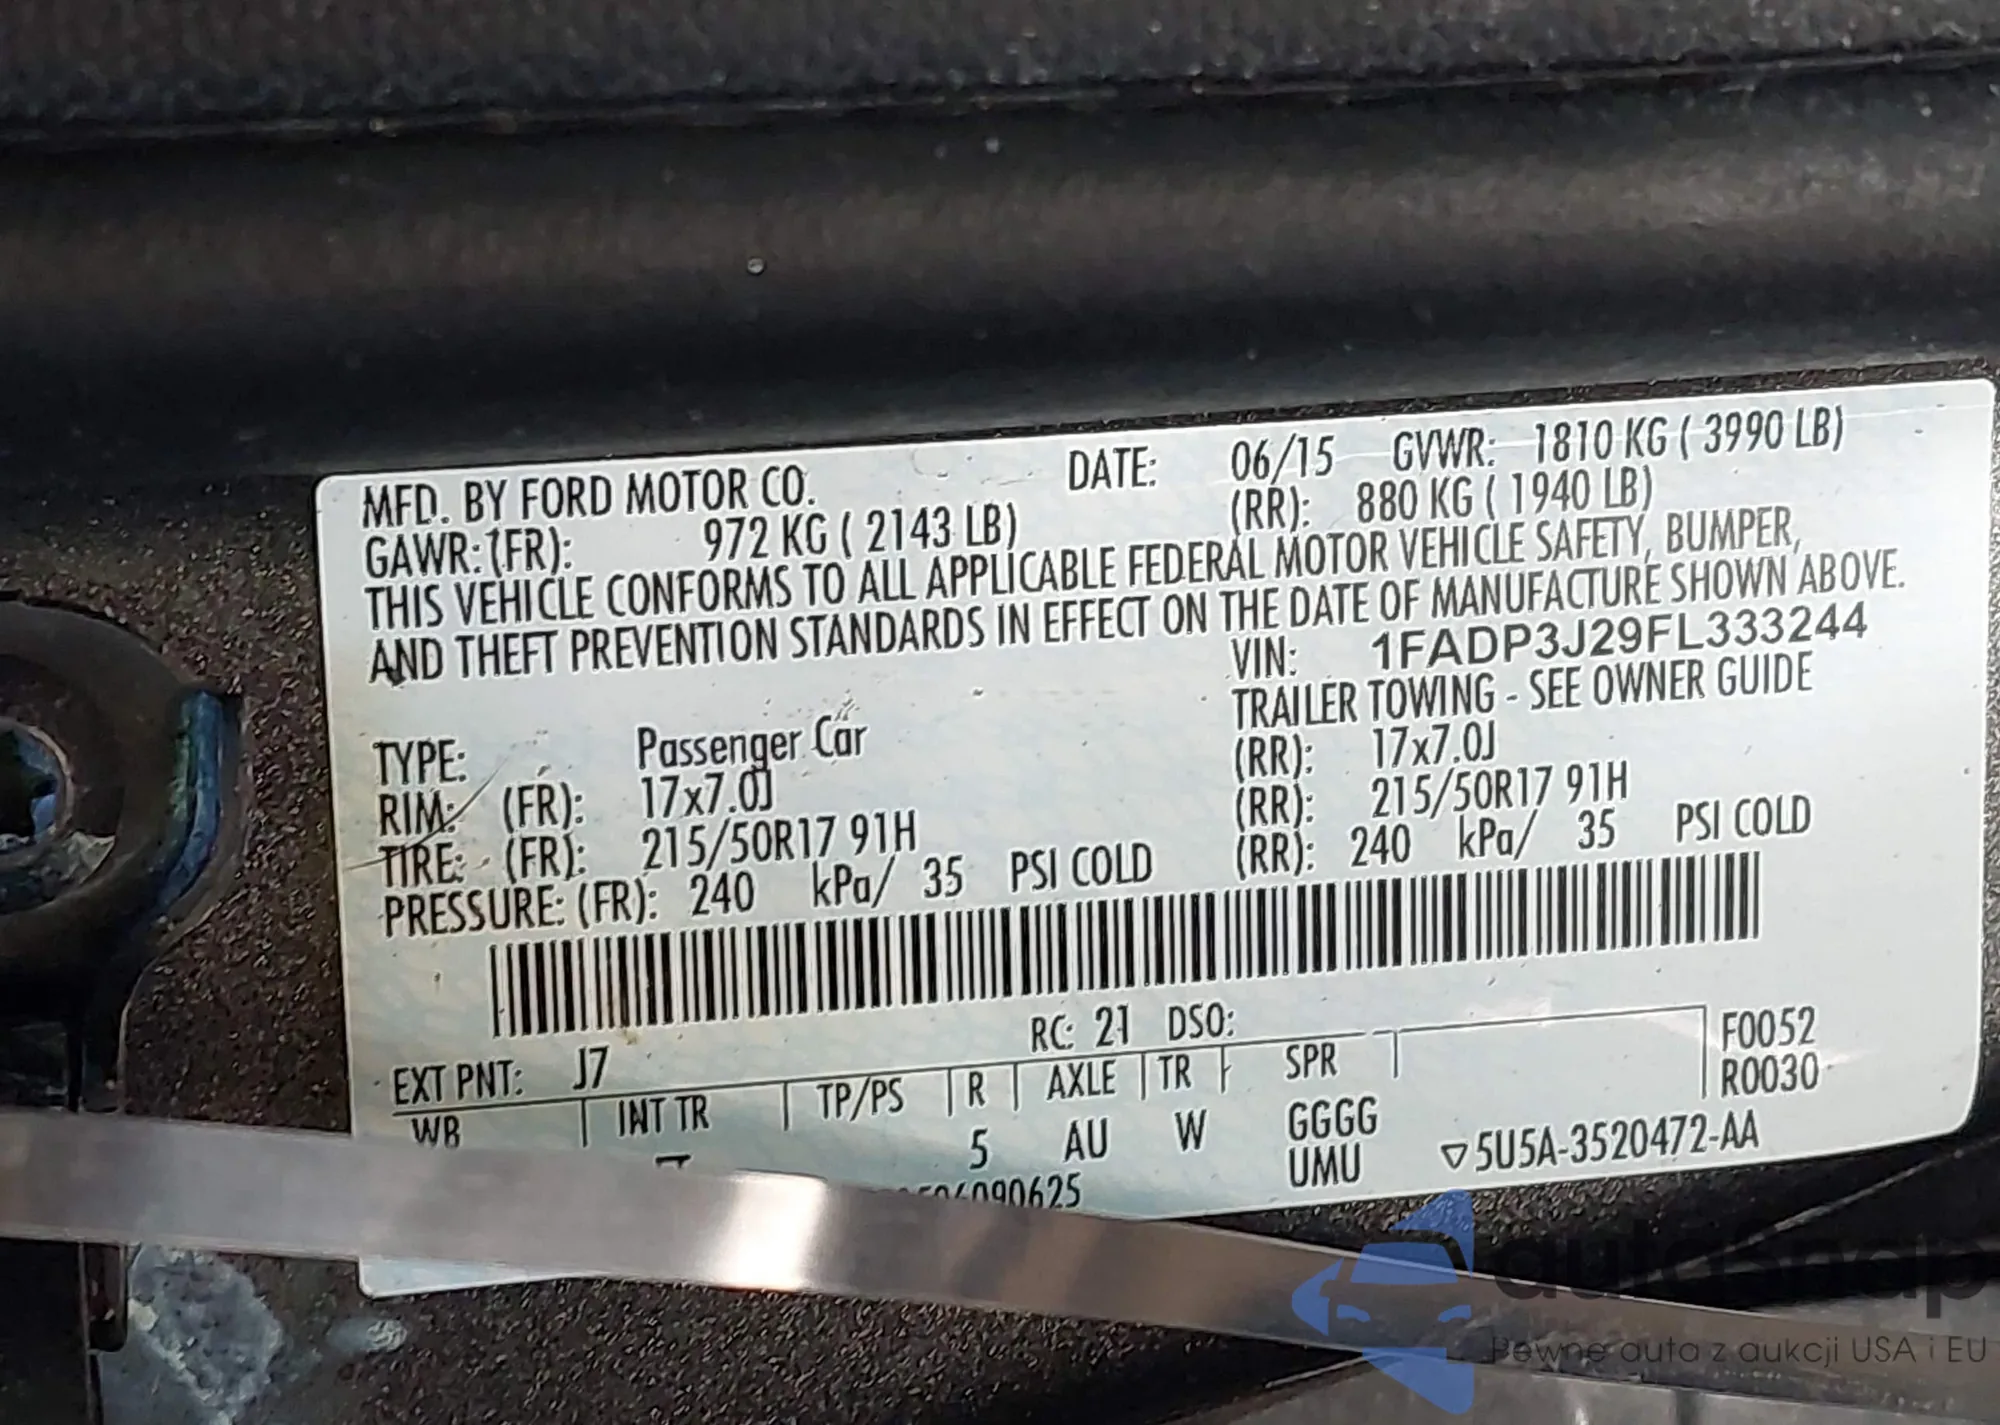 MFD. BY FORD MOTOR CO. DATE: 06/15 GVWR: 1810 KG ( 3990 LB)
GAWR: (FR): 972 KG ( 2143 LB) (RR): 880 KG ( 1940 LB)
THIS VEHICLE CONFORMS TO ALL APPLICABLE FEDERAL MOTOR VEHICLE SAFETY, BUMPER,
AND THEFT PREVENTION STANDARDS IN EFFECT ON THE DATE OF MANUFACTURE SHOWN ABOVE.
VIN: 1FADP3J29FL333244
TRAILER TOWING - SEE OWNER GUIDE
TYPE: Passenger Car
RIM: (FR): 17x7.0J (RR): 17x7.0J
TIRE: (FR): 215/50R17 91H (RR): 215/50R17 91H
PRESSURE: (FR): 240 kPa/ 35 PSI COLD (RR): 240 kPa/ 35 PSI COLD
RC: 21 DSO: F0052
EXT PNT: J7 R0030
WB INT TR TP/PS R AXLE TR SPR
5 AU W GGGG
UMU ▽5U5A-3520472-AA
6090625
autosnap
Pewne auta z aukcji USA i EU